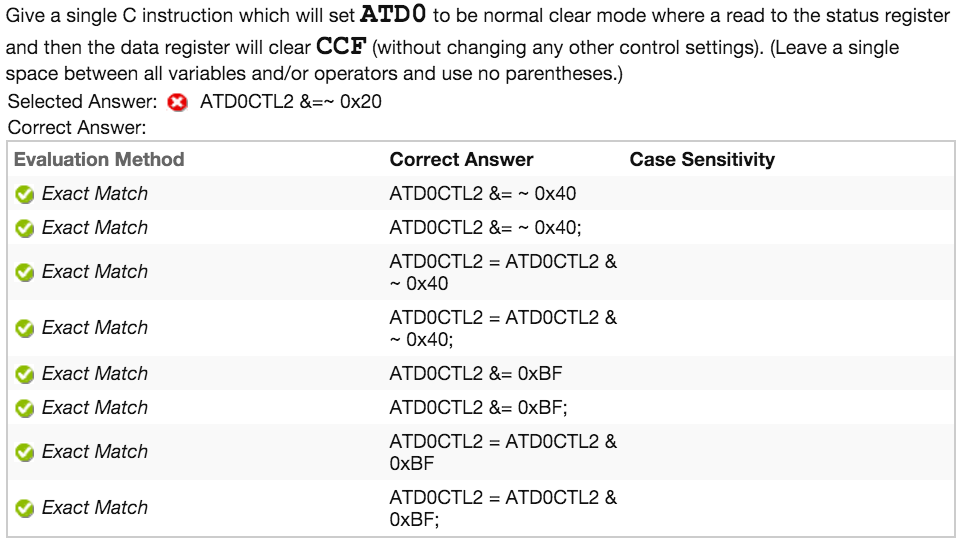 Give a single C instruction which will set ATD0 to be normal clear mode where a read to the status register
and then the data register will clear CCF (without changing any other control settings). (Leave a single
space between all variables and/or operators and use no parentheses.)
Selected Answer: ATD0CTL2 &=~ 0x20
Correct Answer:
Evaluation Method Correct Answer Case Sensitivity
Exact Match ATD0CTL2 &= ~ 0x40
Exact Match ATD0CTL2 &= ~ 0x40;
Exact Match ATD0CTL2 = ATD0CTL2 &
~ 0x40
Exact Match ATD0CTL2 = ATD0CTL2 &
~ 0x40;
Exact Match ATD0CTL2 &= 0xBF
Exact Match ATD0CTL2 &= 0xBF;
Exact Match ATD0CTL2 = ATD0CTL2 &
0xBF
Exact Match ATD0CTL2 = ATD0CTL2 &
0xBF;